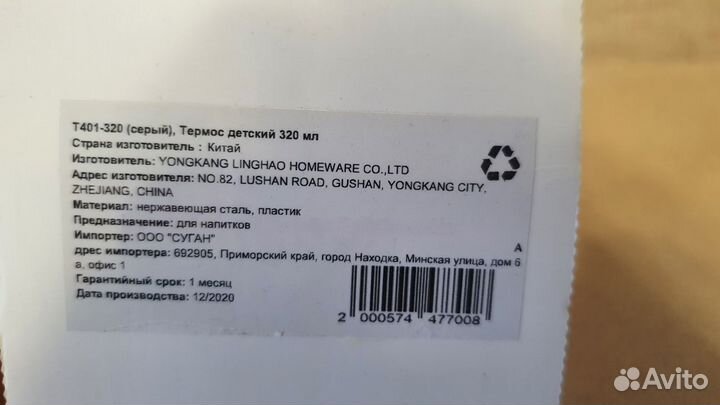 T401-320 (серый), Термос детский 320 мл
Страна изготовитель : Китай
Изготовитель: YONGKANG LINGHAO HOMEWARE CO.,LTD
Адрес изготовителя: NO.82, LUSHAN ROAD, GUSHAN, YONGKANG CITY,
ZHEJIANG, CHINA
Материал: нержавеющая сталь, пластик
Предназначение: для напитков
Импортер: ООО "СУГАН"
А
дрес импортера: 692905, Приморский край, город Находка, Минская улица, дом 6
а, офис 1
Гарантийный срок: 1 месяц
Дата производства: 12/2020
2 000574 477008
Avito